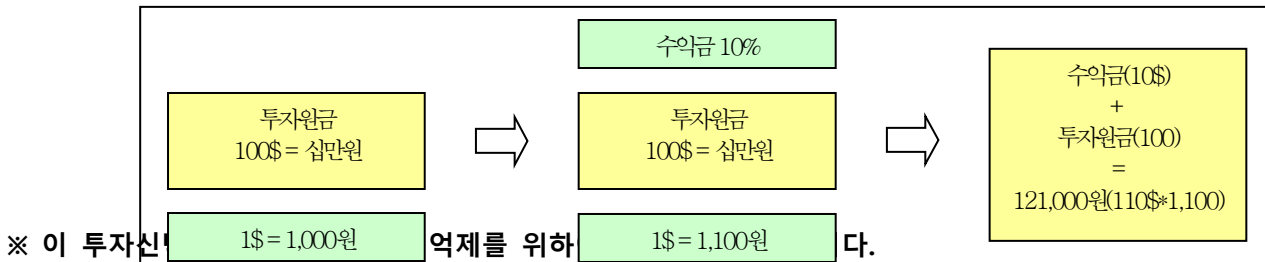 수익금 10%
투자원금
100$ = 십만원
투자원금
100$ = 십만원
수익금(10$)
+
투자원금(100)
=
121,000원(110$*1,100)
1$ = 1,000원
1$ = 1,100원
※ 이 투자신 억제를 위하 다.